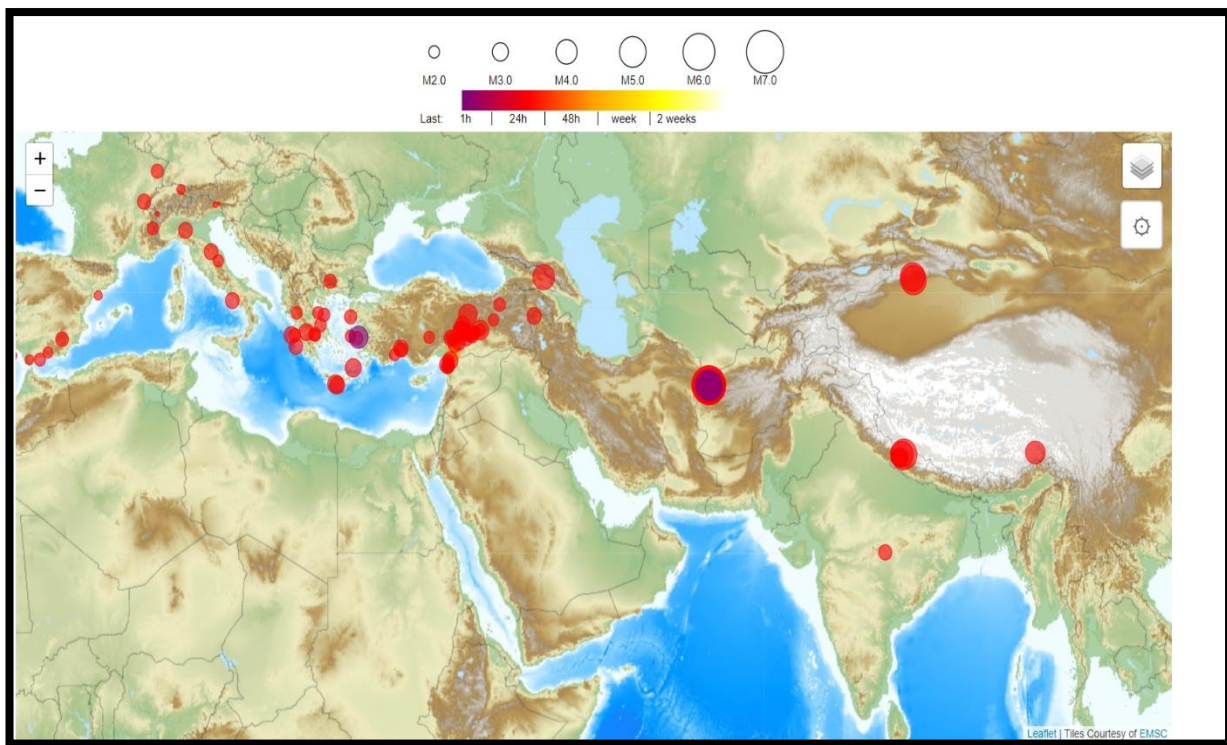 M2.0 M3.0 M4.0 M5.0 M6.0 M7.0
Last: 1h | 24h | 48h | week | 2 weeks
+
−
Leaflet | Tiles Courtesy of EMSC